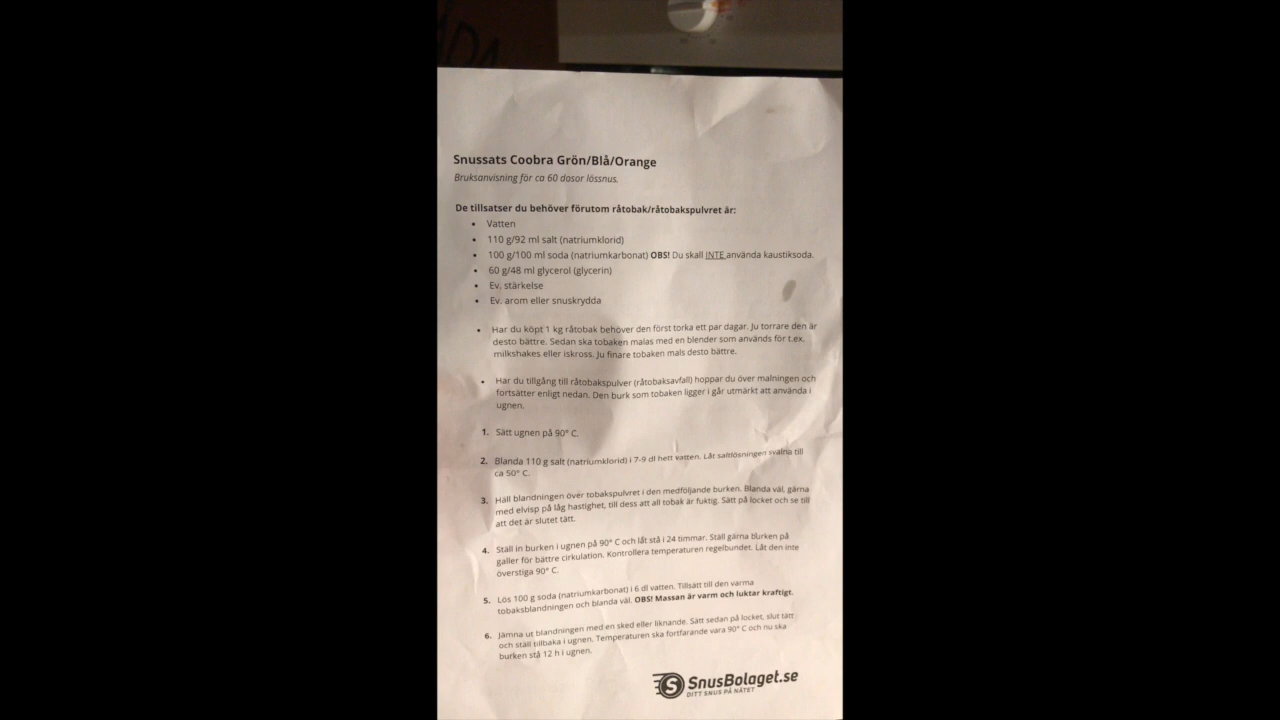 Snussats Coobra Grön/Blå/Orange
Bruksanvisning för ca 60 dosor lössnus.
De tillsatser du behöver förutom råtobak/råtobakspulvret är:
• Vatten
• 110 g/92 ml salt (natriumklorid)
• 100 g/100 ml soda (natriumkarbonat) OBS! Du skall INTE använda kaustiksoda.
• 60 g/48 ml glycerol (glycerin)
• Ev. stärkelse
• Ev. arom eller snuskrydda
• Har du köpt 1 kg råtobak behöver den först torka ett par dagar. Ju torrare den är
desto bättre. Sedan ska tobaken malas med en blender som används för t.ex.
milkshakes eller iskross. Ju finare tobaken mals desto bättre.
• Har du tillgång till råtobakspulver (råtobaksavfall) hoppar du över malningen och
fortsätter enligt nedan. Den burk som tobaken ligger i går utmärkt att använda i
ugnen.
1. Sätt ugnen på 90° C.
2. Blanda 110 g salt (natriumklorid) i 7-9 dl hett vatten. Låt saltlösningen svalna till
ca 50° C.
3. Häll blandningen över tobakspulvret i den medföljande burken. Blanda väl, gärna
med elvisp på låg hastighet, till dess att all tobak är fuktig. Sätt på locket och se till
att det är slutet tätt.
4. Ställ in burken i ugnen på 90° C och låt stå i 24 timmar. Ställ gärna burken på
galler för bättre cirkulation. Kontrollera temperaturen regelbundet. Låt den inte
överstiga 90° C.
5. Lös 100 g soda (natriumkarbonat) i 6 dl vatten. Tillsätt till den varma
tobaksblandningen och blanda väl. OBS! Massan är varm och luktar kraftigt.
6. Jämna ut blandningen med en sked eller liknande. Sätt sedan på locket, slut tätt
och ställ tillbaka i ugnen. Temperaturen ska fortfarande vara 90° C och nu ska
burken stå 12 h i ugnen.
S SnusBolaget.se
DITT SNUS PÅ NÄTET